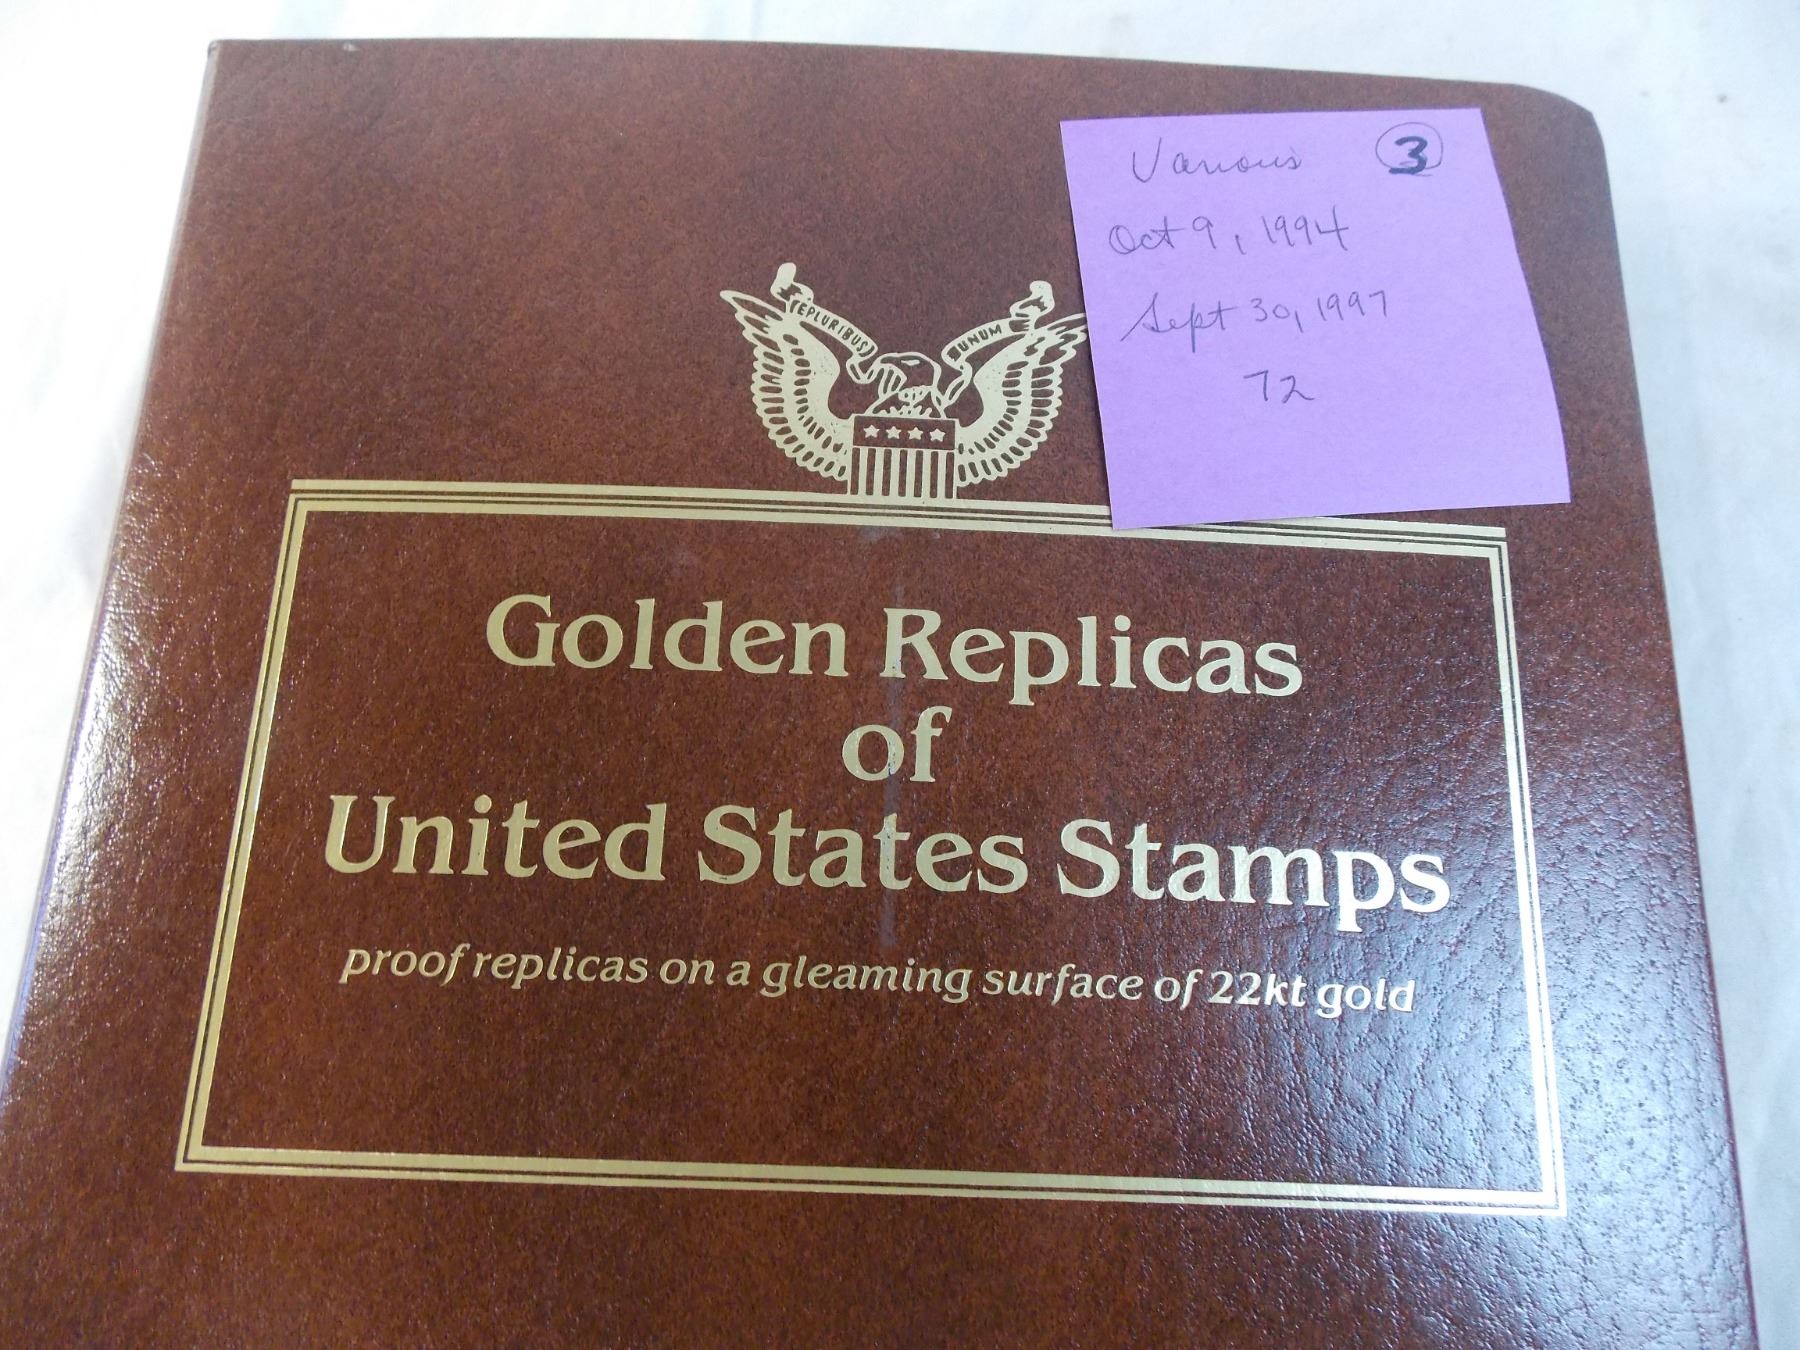 Various 3
Oct 9, 1994
Sept 30, 1997
72
EPLURIBUS UNUM
Golden Replicas
of
United States Stamps
proof replicas on a gleaming surface of 22kt gold